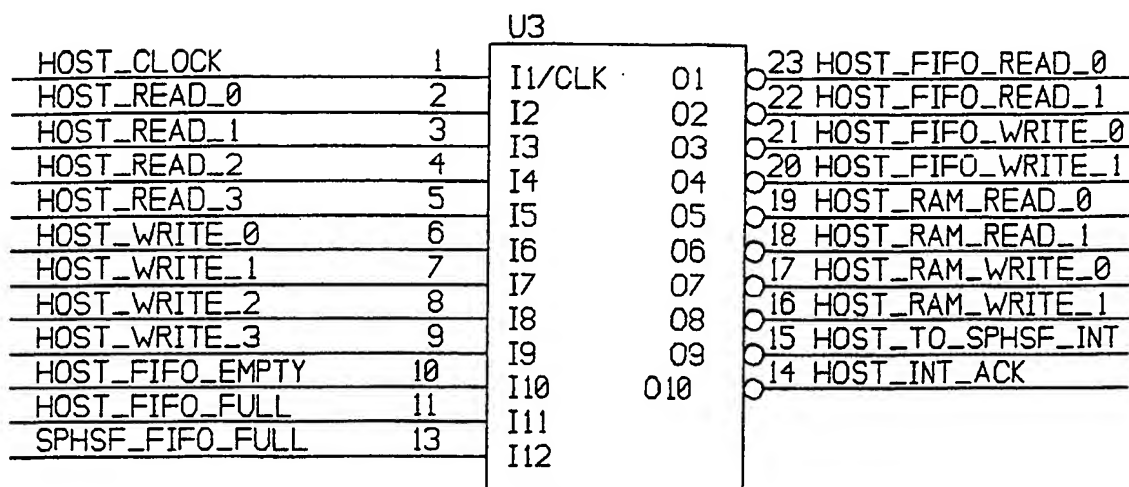 U3
HOST_CLOCK 1 I1/CLK O1 23 HOST_FIFO_READ_0
HOST_READ_0 2 I2 O2 22 HOST_FIFO_READ_1
HOST_READ_1 3 I3 O3 21 HOST_FIFO_WRITE_0
HOST_READ_2 4 I4 O4 20 HOST_FIFO_WRITE_1
HOST_READ_3 5 I5 O5 19 HOST_RAM_READ_0
HOST_WRITE_0 6 I6 O6 18 HOST_RAM_READ_1
HOST_WRITE_1 7 I7 O7 17 HOST_RAM_WRITE_0
HOST_WRITE_2 8 I8 O8 16 HOST_RAM_WRITE_1
HOST_WRITE_3 9 I9 O9 15 HOST_TO_SPHSF_INT
HOST_FIFO_EMPTY 10 I10 O10 14 HOST_INT_ACK
HOST_FIFO_FULL 11 I11
SPHSF_FIFO_FULL 13 I12